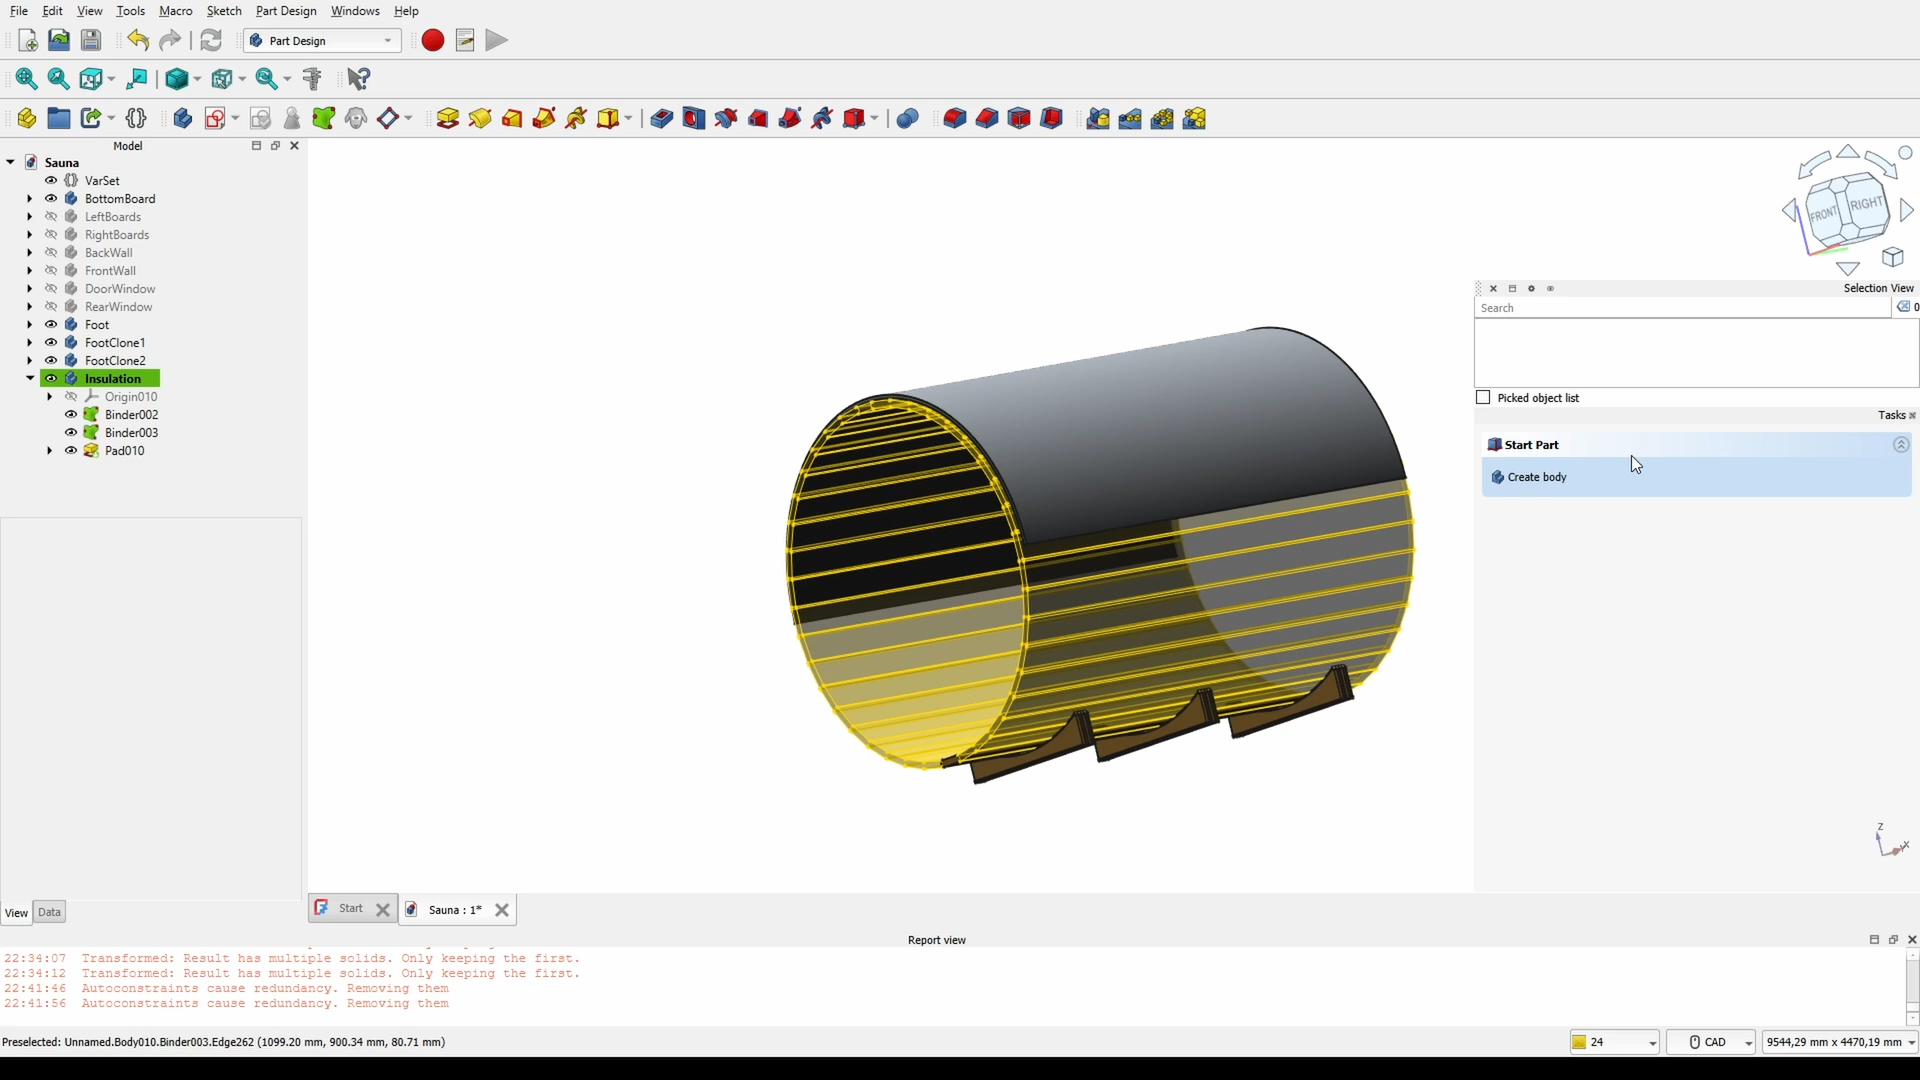 File Edit View Tools Macro Sketch Part Design Windows Help
Part Design
Model
Sauna
VarSet
BottomBoard
LeftBoards
RightBoards
BackWall
FrontWall
DoorWindow
RearWindow
Foot
FootClone1
FootClone2
Insulation
Origin010
Binder002
Binder003
Pad010
FRONT RIGHT
Selection View
Search
0
Picked object list
Tasks
Start Part
Create body
Z
View Data
Start
Sauna : 1*
Report view
22:34:07 Transformed: Result has multiple solids. Only keeping the first.
22:34:12 Transformed: Result has multiple solids. Only keeping the first.
22:41:46 Autoconstraints cause redundancy. Removing them
22:41:56 Autoconstraints cause redundancy. Removing them
Preselected: Unnamed.Body010.Binder003.Edge262 (1099.20 mm, 900.34 mm, 80.71 mm)
24
CAD
9544,29 mm x 4470,19 mm